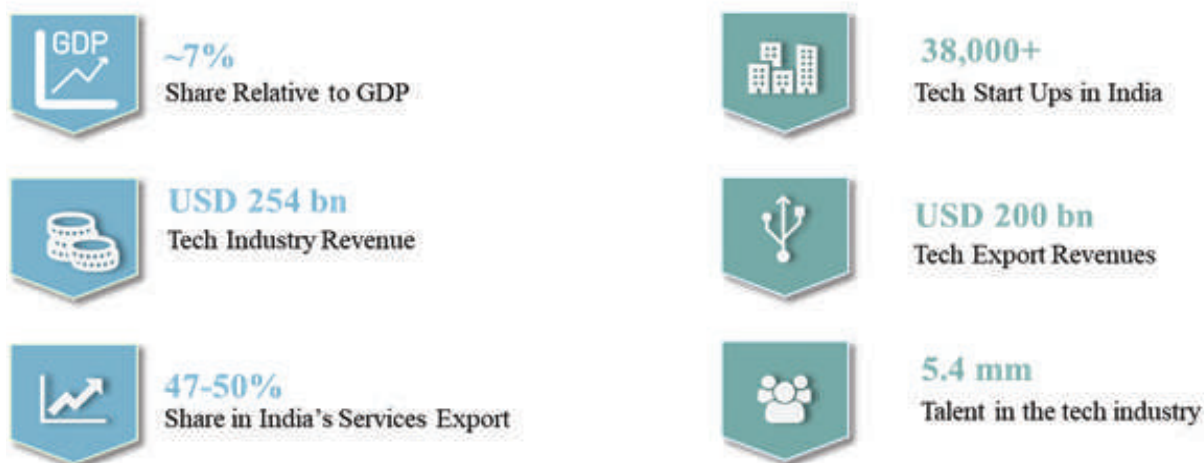 GDP
~7%
Share Relative to GDP
38,000+
Tech Start Ups in India
USD 254 bn
Tech Industry Revenue
USD 200 bn
Tech Export Revenues
47-50%
Share in India's Services Export
5.4 mm
Talent in the tech industry